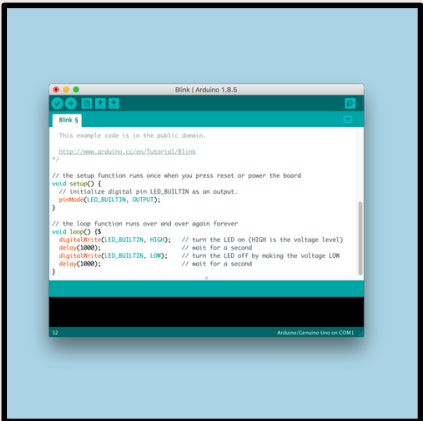 Blink | Arduino 1.8.5
Blink §
This example code is in the public domain.
http://www.arduino.cc/en/Tutorial/Blink
*/
// the setup function runs once when you press reset or power the board
void setup() {
// initialize digital pin LED_BUILTIN as an output.
pinMode(LED_BUILTIN, OUTPUT);
}
// the loop function runs over and over again forever
void loop() {$
digitalWrite(LED_BUILTIN, HIGH);   // turn the LED on (HIGH is the voltage level)
delay(1000);                       // wait for a second
digitalWrite(LED_BUILTIN, LOW);    // turn the LED off by making the voltage LOW
delay(1000);                       // wait for a second
}
32 Arduino/Genuino Uno on COM1